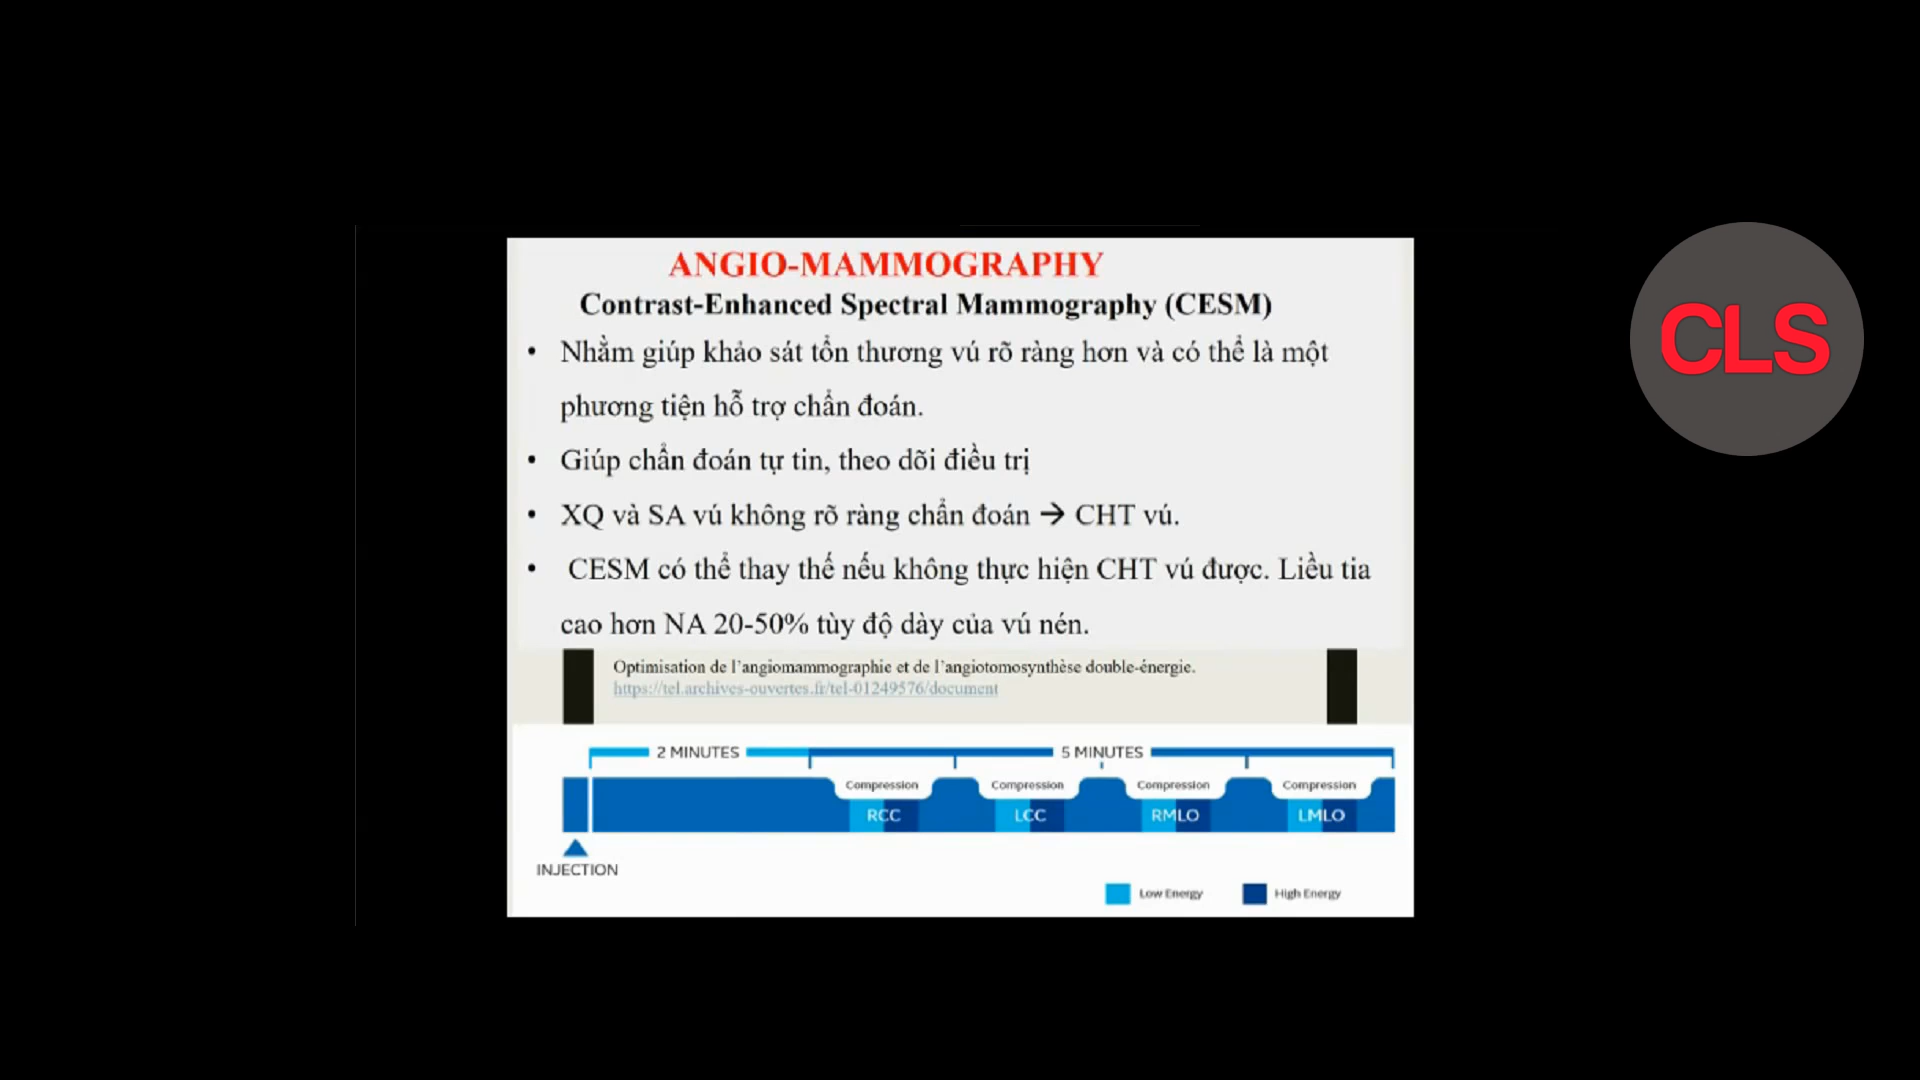 ANGIO-MAMMOGRAPHY
Contrast-Enhanced Spectral Mammography (CESM)
• Nhằm giúp khảo sát tổn thương vú rõ ràng hơn và có thể là một
phương tiện hỗ trợ chẩn đoán.
• Giúp chẩn đoán tự tin, theo dõi điều trị
• XQ và SA vú không rõ ràng chẩn đoán → CHT vú.
• CESM có thể thay thế nếu không thực hiện CHT vú được. Liều tia
cao hơn NA 20-50% tùy độ dày của vú nén.
Optimisation de l’angiomammographie et de l’angiotomosynthèse double-énergie.
https://tel.archives-ouvertes.fr/tel-01249576/document
2 MINUTES 5 MINUTES
Compression Compression Compression Compression
RCC LCC RMLO LMLO
INJECTION
Low Energy High Energy
CLS